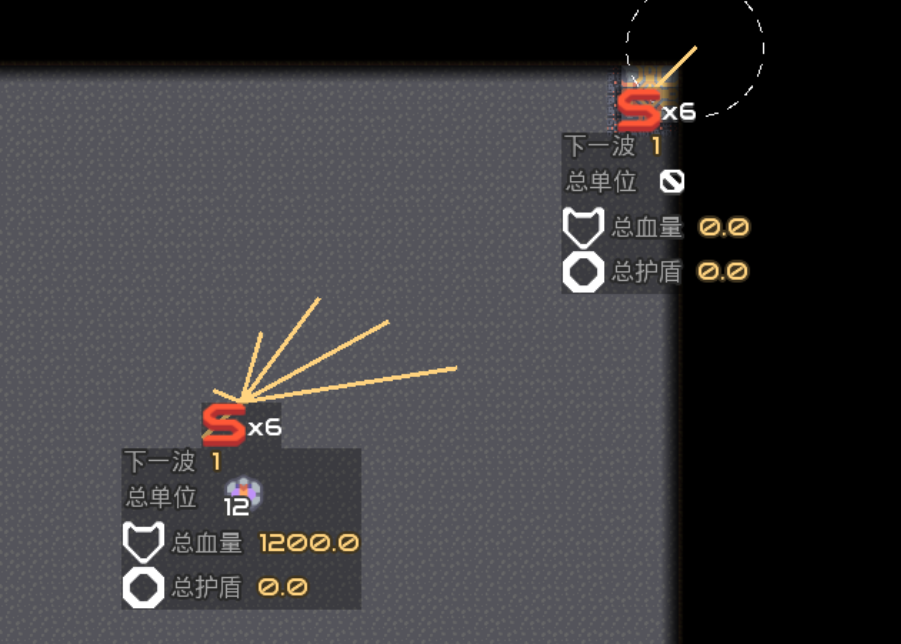 x6
下一波 1
总单位
总血量 0.0
总护盾 0.0
x6
下一波 1
总单位 12
总血量 1200.0
总护盾 0.0